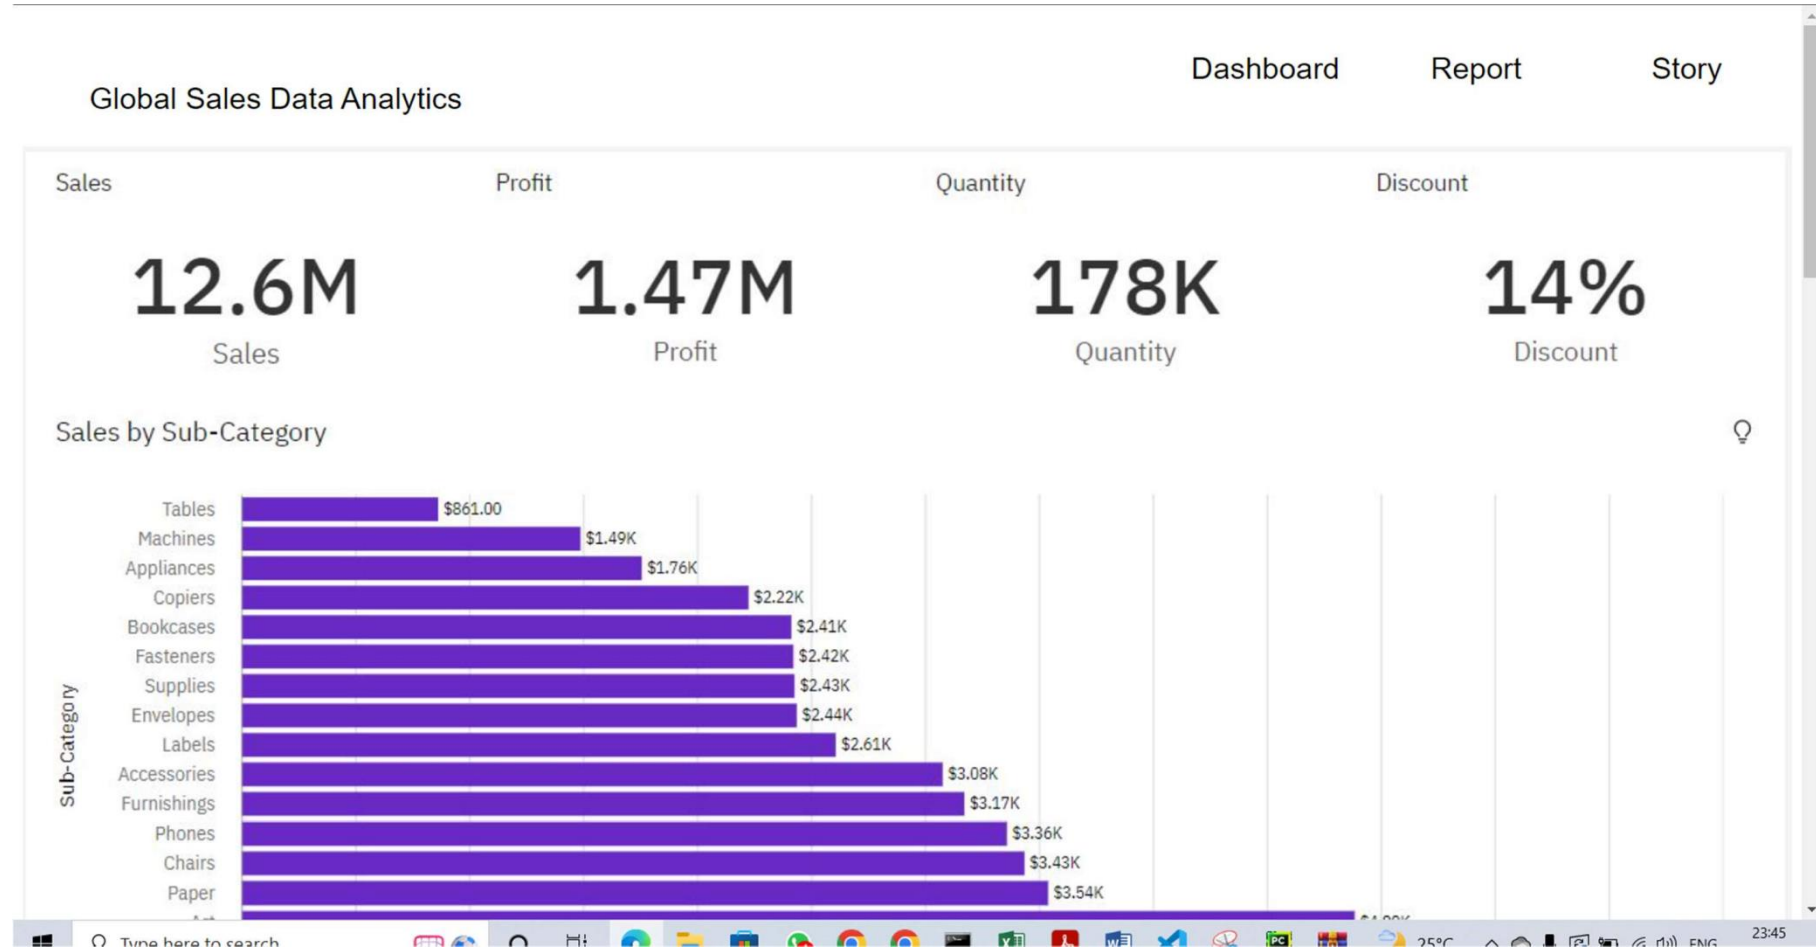 Dashboard Report Story
Global Sales Data Analytics
Sales Profit Quantity Discount
12.6M 1.47M 178K 14%
Sales Profit Quantity Discount
Sales by Sub-Category
Tables $861.00
Machines $1.49K
Appliances $1.76K
Copiers $2.22K
Bookcases $2.41K
Fasteners $2.42K
Supplies $2.43K
Envelopes $2.44K
Labels $2.61K
Accessories $3.08K
Furnishings $3.17K
Phones $3.36K
Chairs $3.43K
Paper $3.54K
Sub-Category
Type here to search
25°C
ENG
23:45